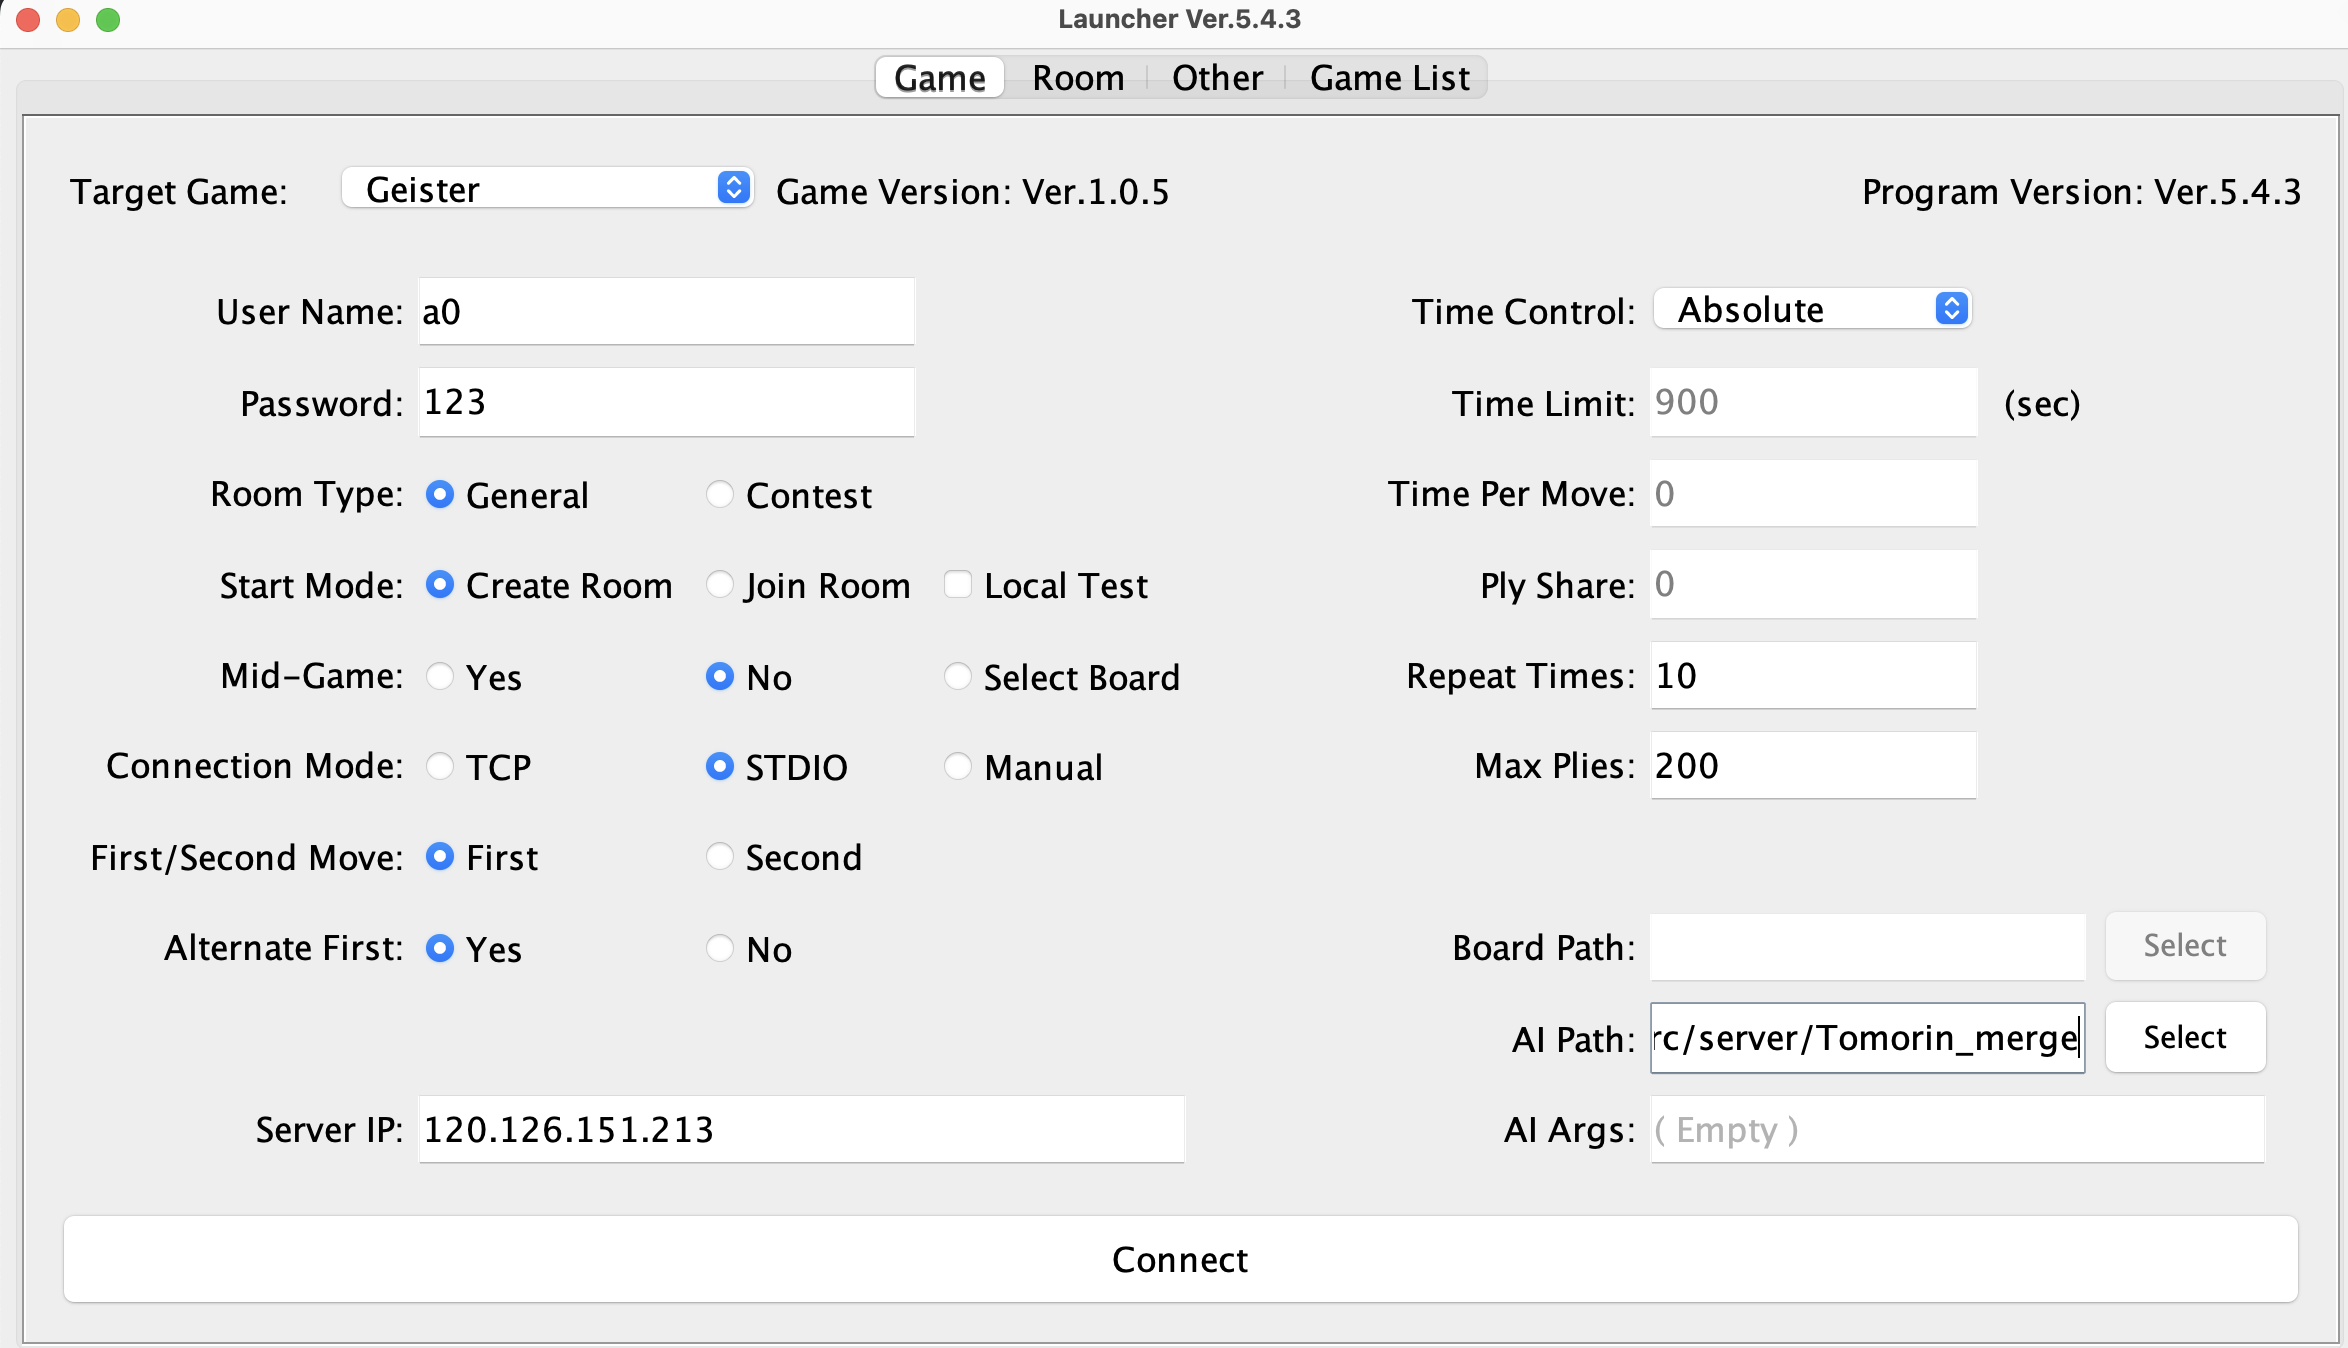 Launcher Ver.5.4.3
Game Room Other Game List
Target Game: Geister Game Version: Ver.1.0.5 Program Version: Ver.5.4.3
User Name: a0 Time Control: Absolute
Password: 123 Time Limit: 900 (sec)
Room Type: General Contest Time Per Move: 0
Start Mode: Create Room Join Room Local Test Ply Share: 0
Mid-Game: Yes No Select Board Repeat Times: 10
Connection Mode: TCP STDIO Manual Max Plies: 200
First/Second Move: First Second
Alternate First: Yes No Board Path: Select
AI Path: rc/server/Tomorin_merge Select
Server IP: 120.126.151.213 AI Args: ( Empty )
Connect